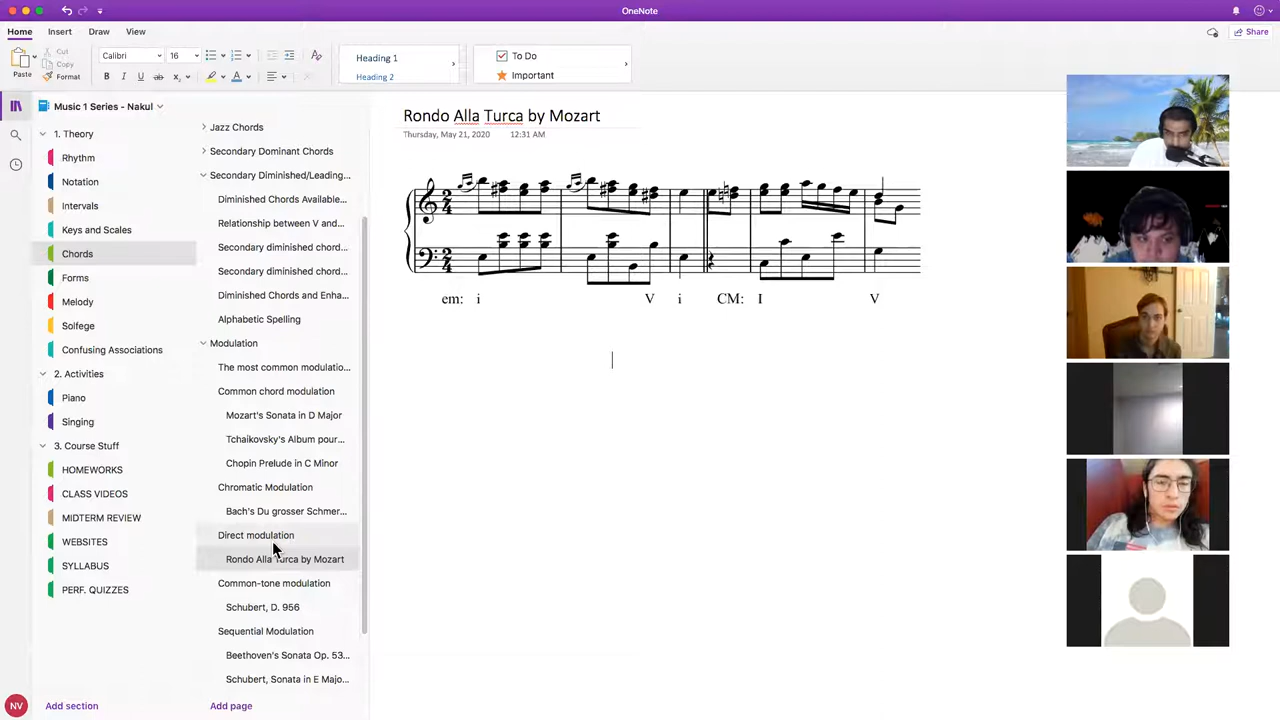 OneNote
Home
Insert
Draw
View
Share
Paste
Cut
Copy
Format
Calibri
16
B I U ab x A
Heading 1
Heading 2
To Do
Important
Music 1 Series - Nakul
1. Theory
Rhythm
Notation
Intervals
Keys and Scales
Chords
Forms
Melody
Solfege
Confusing Associations
2. Activities
Piano
Singing
3. Course Stuff
HOMEWORKS
CLASS VIDEOS
MIDTERM REVIEW
WEBSITES
SYLLABUS
PERF. QUIZZES
NV
Add section
Jazz Chords
Secondary Dominant Chords
Secondary Diminished/Leading...
Diminished Chords Available...
Relationship between V and...
Secondary diminished chord...
Secondary diminished chord...
Diminished Chords and Enha...
Alphabetic Spelling
Modulation
The most common modulatio...
Common chord modulation
Mozart's Sonata in D Major
Tchaikovsky's Album pour...
Chopin Prelude in C Minor
Chromatic Modulation
Bach's Du grosser Schmer...
Direct modulation
Rondo Alla Turca by Mozart
Common-tone modulation
Schubert, D. 956
Sequential Modulation
Beethoven's Sonata Op. 53...
Schubert, Sonata in E Majo...
Add page
Rondo Alla Turca by Mozart
Thursday, May 21, 2020 12:31 AM
2 4
2 4
em: i V i CM: I V